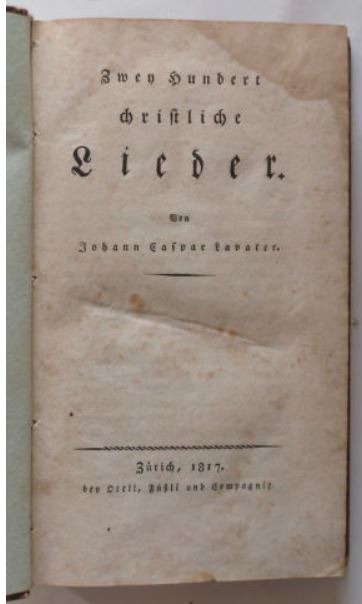 Zwey Hundert
christliche
Lieder.
Von
Johann Caspar Lavater.
Zürich, 1817.
bey Orell, Füßli und Compagnie